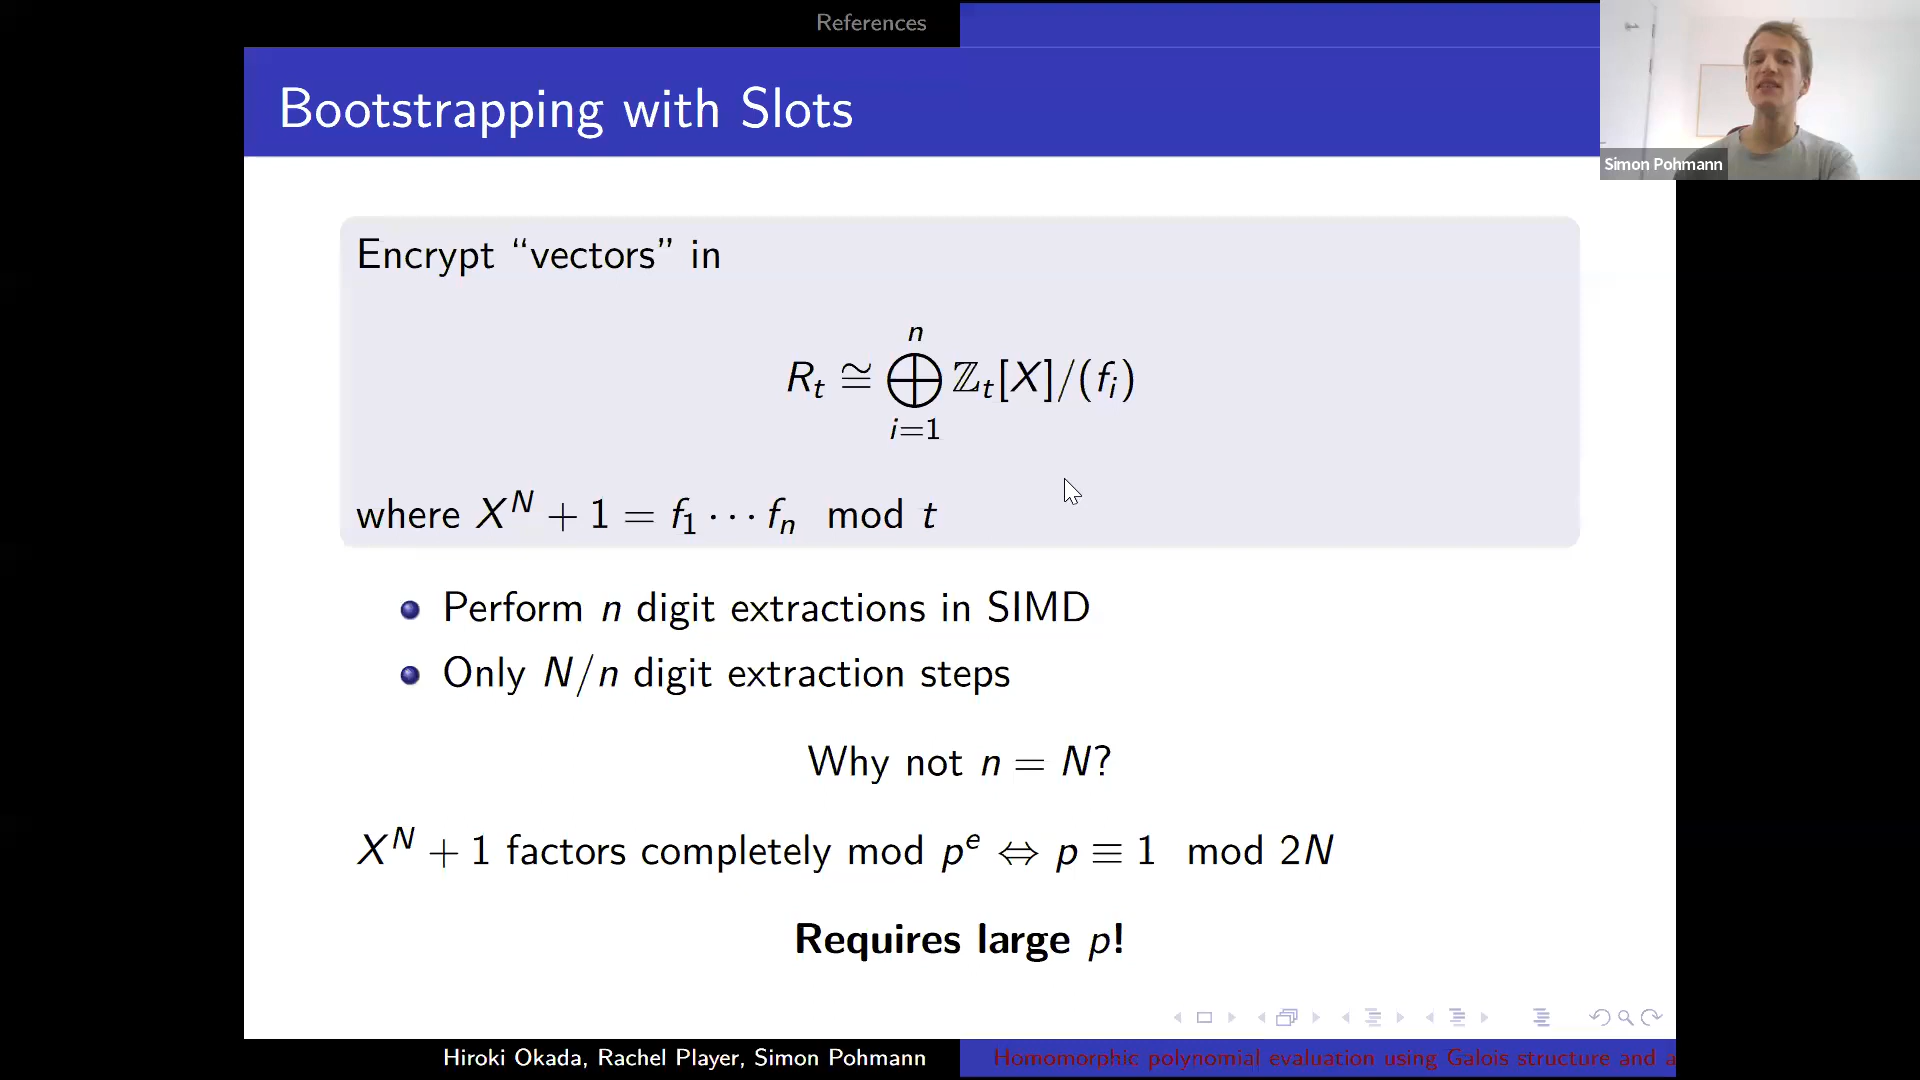 References
Bootstrapping with Slots
Simon Pohmann
Encrypt “vectors” in
R_t ≅ ⨁_{i=1}^{n} ℤ_t[X]/(f_i)
where X^N + 1 = f_1 ⋯ f_n mod t
Perform n digit extractions in SIMD
Only N/n digit extraction steps
Why not n = N?
X^N + 1 factors completely mod p^e ⇔ p ≡ 1 mod 2N
Requires large p!
Hiroki Okada, Rachel Player, Simon Pohmann
Homomorphic polynomial evaluation using Galois structure and a